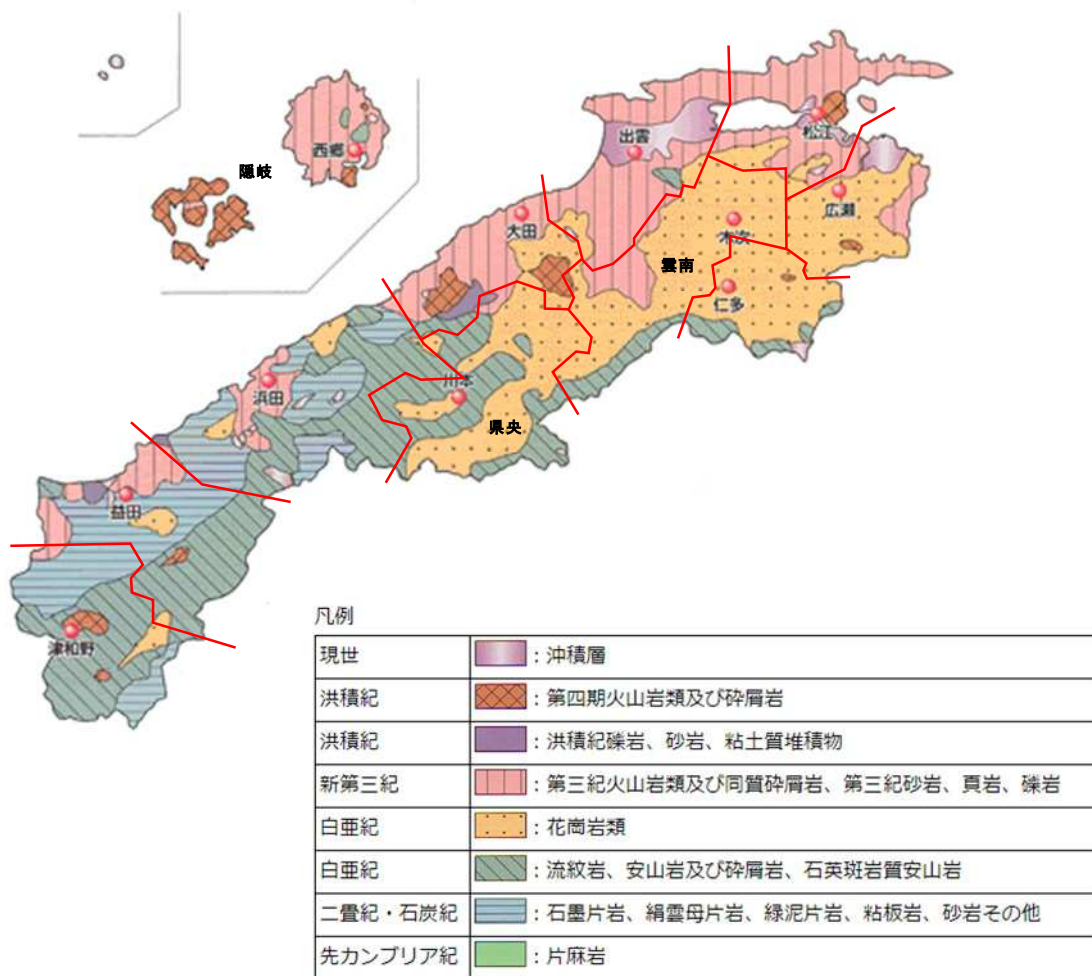 隠岐
西郷
出雲
松江
広瀬
大田
木次
雲南
仁多
川本
浜田
県央
益田
津和野
凡例
現世 : 沖積層
洪積紀 : 第四期火山岩類及び砕屑岩
洪積紀 : 洪積紀礫岩、砂岩、粘土質堆積物
新第三紀 : 第三紀火山岩類及び同質砕屑岩、第三紀砂岩、頁岩、礫岩
白亜紀 : 花崗岩類
白亜紀 : 流紋岩、安山岩及び砕屑岩、石英斑岩質安山岩
二畳紀・石炭紀 : 石墨片岩、絹雲母片岩、緑泥片岩、粘板岩、砂岩その他
先カンブリア紀 : 片麻岩